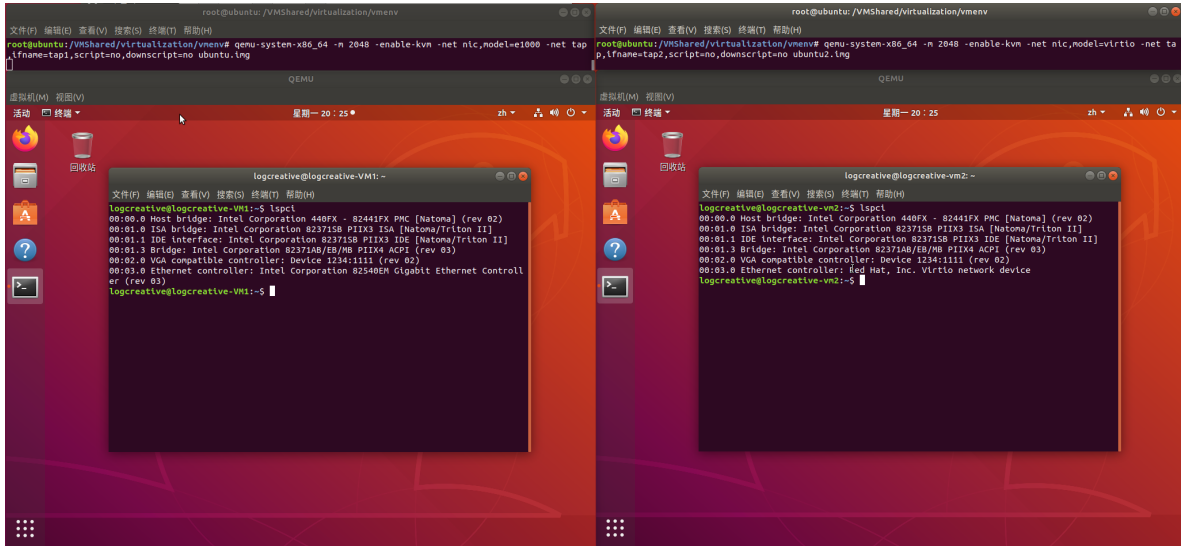 root@ubuntu: /VMShared/virtualization/vmenv
文件(F) 编辑(E) 查看(V) 搜索(S) 终端(T) 帮助(H)
root@ubuntu:/VMShared/virtualization/vmenv# qemu-system-x86_64 -m 2048 -enable-kvm -net nic,model=e1000 -net tap
,ifname=tap1,script=no,downscript=no ubuntu.img
QEMU
虚拟机(M) 视图(V)
活动 终端 星期一 20：25 zh
回收站
logcreative@logcreative-VM1: ~
文件(F) 编辑(E) 查看(V) 搜索(S) 终端(T) 帮助(H)
logcreative@logcreative-VM1:~$ lspci
00:00.0 Host bridge: Intel Corporation 440FX - 82441FX PMC [Natoma] (rev 02)
00:01.0 ISA bridge: Intel Corporation 82371SB PIIX3 ISA [Natoma/Triton II]
00:01.1 IDE interface: Intel Corporation 82371SB PIIX3 IDE [Natoma/Triton II]
00:01.3 Bridge: Intel Corporation 82371AB/EB/MB PIIX4 ACPI (rev 03)
00:02.0 VGA compatible controller: Device 1234:1111 (rev 02)
00:03.0 Ethernet controller: Intel Corporation 82540EM Gigabit Ethernet Controll
er (rev 03)
logcreative@logcreative-VM1:~$
root@ubuntu: /VMShared/virtualization/vmenv
文件(F) 编辑(E) 查看(V) 搜索(S) 终端(T) 帮助(H)
root@ubuntu:/VMShared/virtualization/vmenv# qemu-system-x86_64 -m 2048 -enable-kvm -net nic,model=virtio -net ta
p,ifname=tap2,script=no,downscript=no ubuntu2.img
QEMU
虚拟机(M) 视图(V)
活动 终端 星期一 20：25 zh
回收站
logcreative@logcreative-vm2: ~
文件(F) 编辑(E) 查看(V) 搜索(S) 终端(T) 帮助(H)
logcreative@logcreative-vm2:~$ lspci
00:00.0 Host bridge: Intel Corporation 440FX - 82441FX PMC [Natoma] (rev 02)
00:01.0 ISA bridge: Intel Corporation 82371SB PIIX3 ISA [Natoma/Triton II]
00:01.1 IDE interface: Intel Corporation 82371SB PIIX3 IDE [Natoma/Triton II]
00:01.3 Bridge: Intel Corporation 82371AB/EB/MB PIIX4 ACPI (rev 03)
00:02.0 VGA compatible controller: Device 1234:1111 (rev 02)
00:03.0 Ethernet controller: Red Hat, Inc. Virtio network device
logcreative@logcreative-vm2:~$